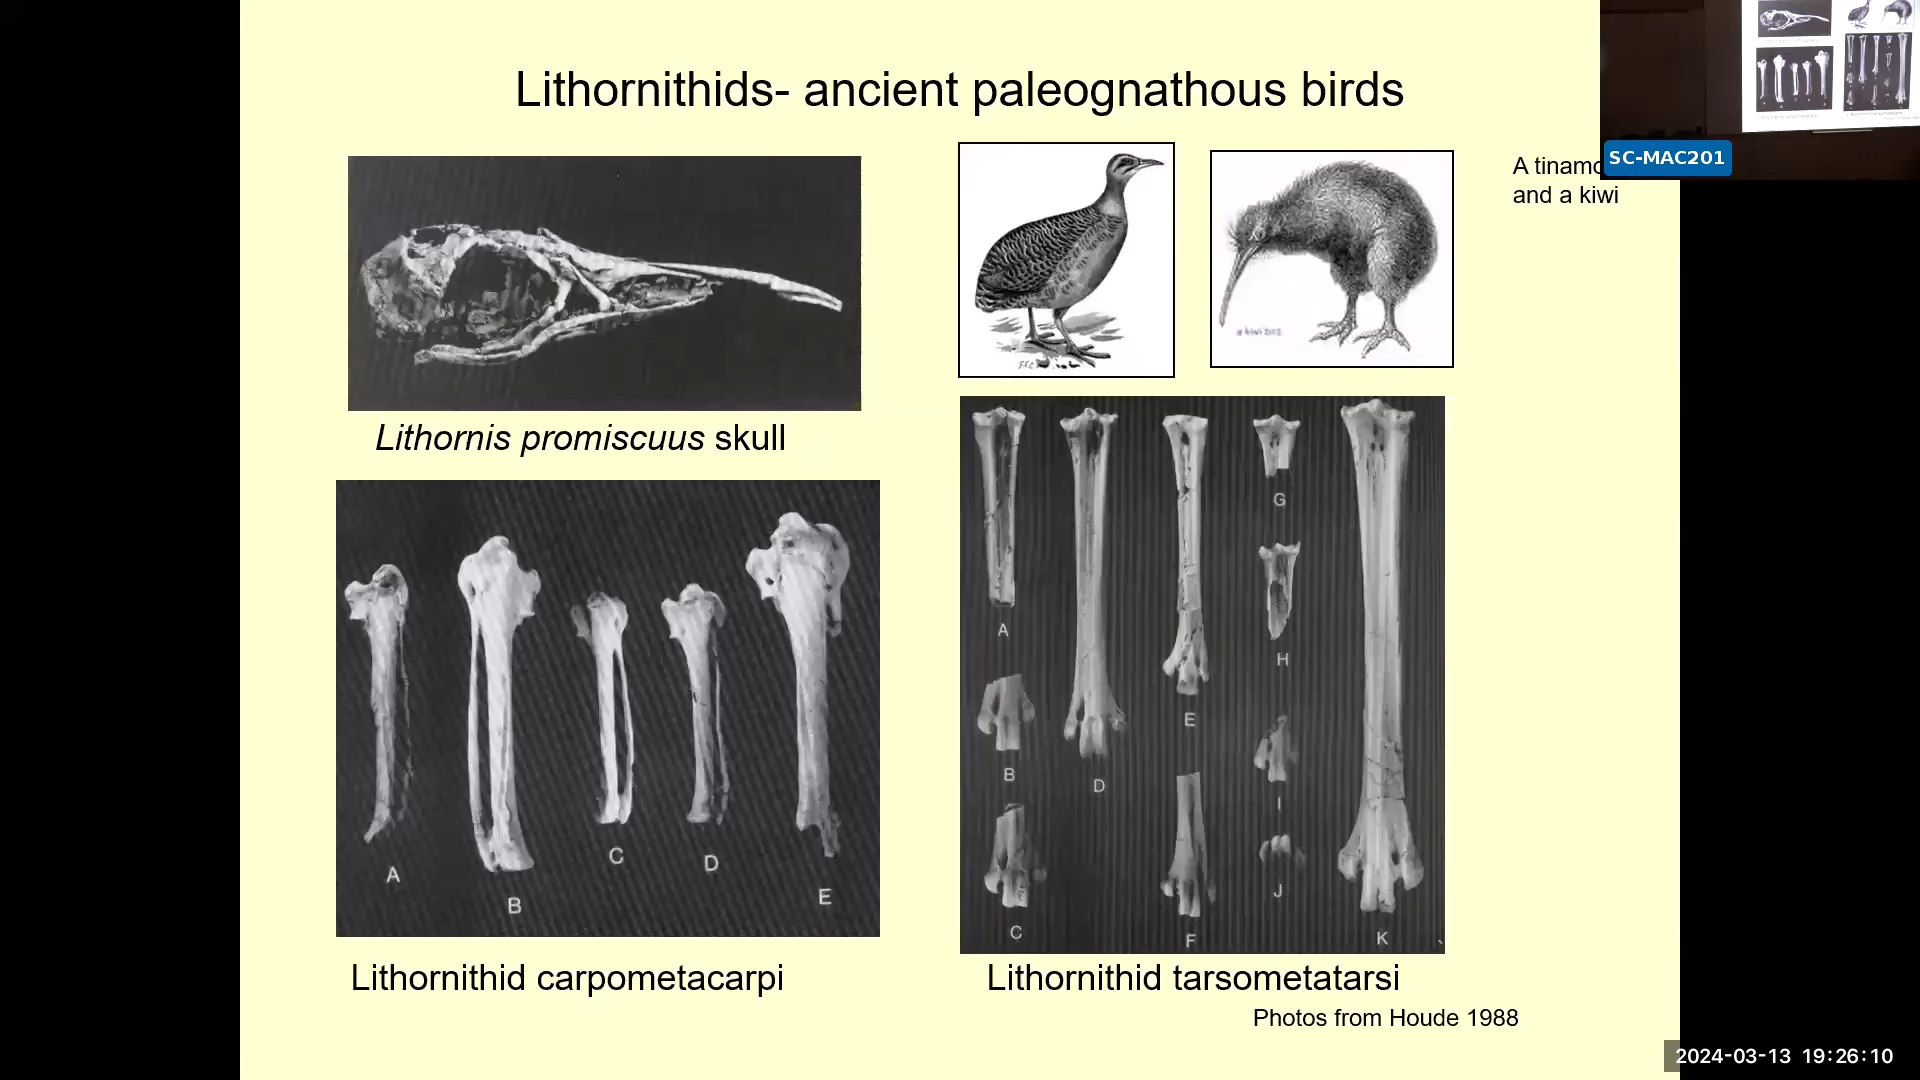 Lithornithids- ancient paleognathous birds
SC-MAC201
and a kiwi
Lithornis promiscuus skull
A
B
C
D
E
Lithornithid carpometacarpi
A
B
C
D
E
F
G
H
I
J
K
Lithornithid tarsometatarsi
Photos from Houde 1988
2024-03-13 19:26:10